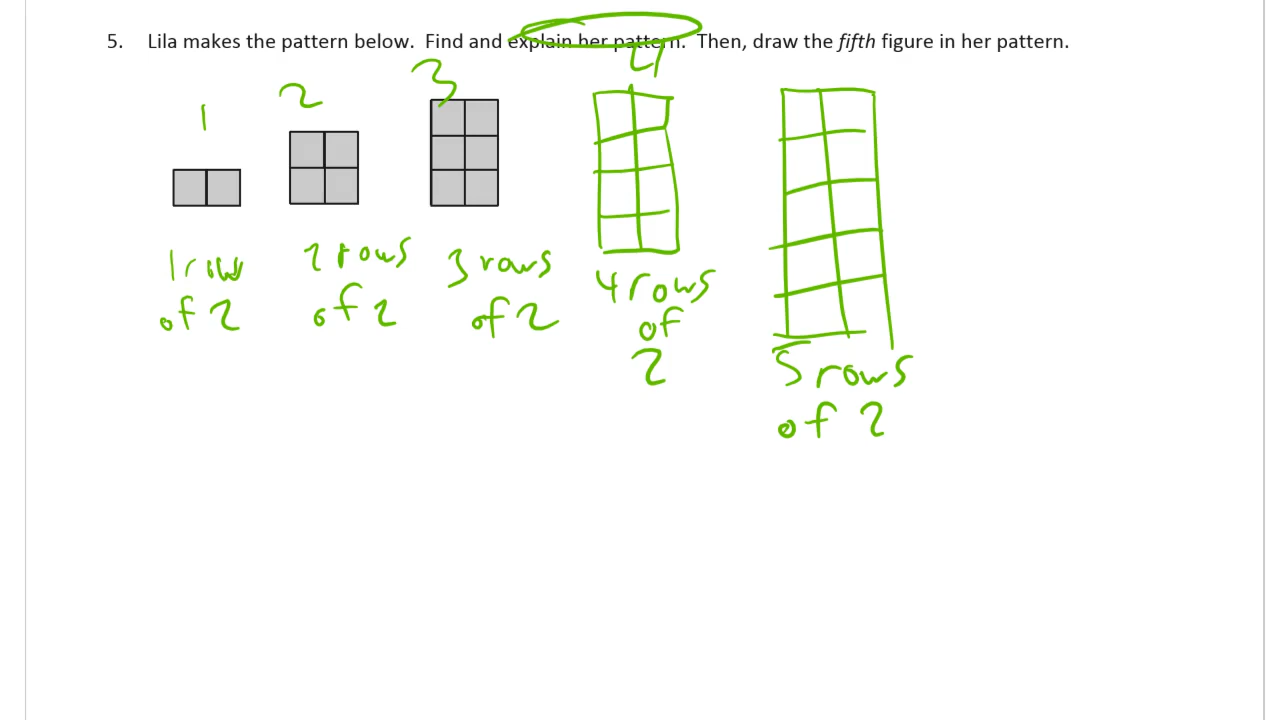 5. Lila makes the pattern below. Find and explain her pattern. Then, draw the fifth figure in her pattern.
1 2 3 4
1 row 2 rows 3 rows 4 rows 5 rows
of 2 of 2 of 2 of of 2
2